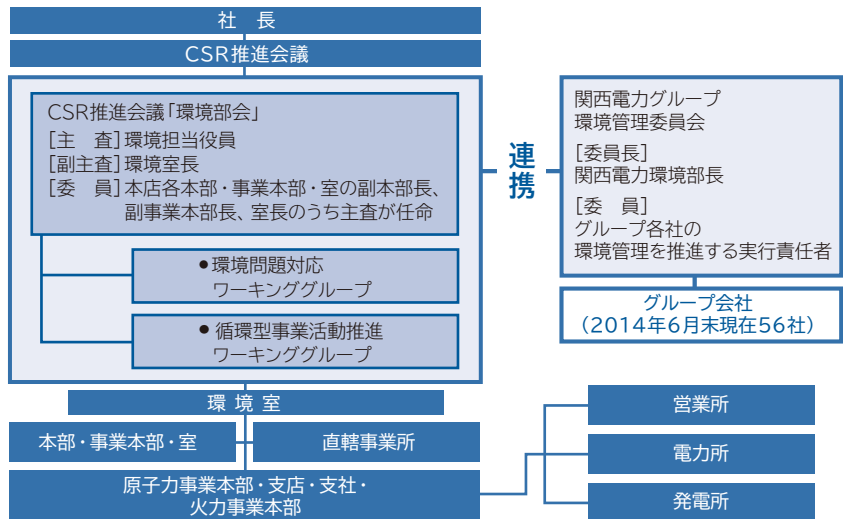 社　長
CSR推進会議
CSR推進会議「環境部会」
［主　査］環境担当役員
［副主査］環境室長
［委　員］本店各本部・事業本部・室の副本部長、
副事業本部長、室長のうち主査が任命
●環境問題対応
ワーキンググループ
●循環型事業活動推進
ワーキンググループ
連携
関西電力グループ
環境管理委員会
［委員長］
関西電力環境部長
［委　員］
グループ各社の
環境管理を推進する実行責任者
グループ会社
（2014年6月末現在56社）
環 境 室
本部・事業本部・室
直轄事業所
原子力事業本部・支店・支社・
火力事業本部
営業所
電力所
発電所